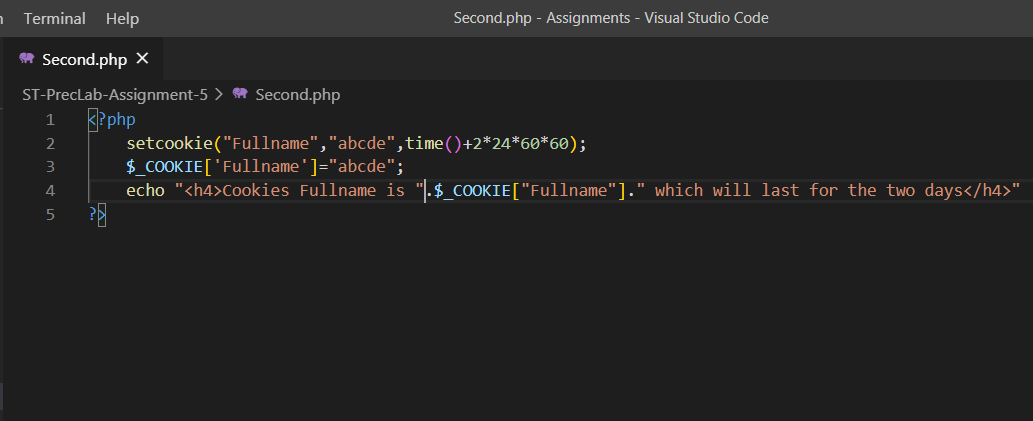 Terminal Help Second.php - Assignments - Visual Studio Code
Second.php ✕
ST-PrecLab-Assignment-5 > Second.php
1 <?php
2 setcookie("Fullname","abcde",time()+2*24*60*60);
3 $_COOKIE['Fullname']="abcde";
4 echo "<h4>Cookies Fullname is ".$_COOKIE["Fullname"]." which will last for the two days</h4>"
5 ?>